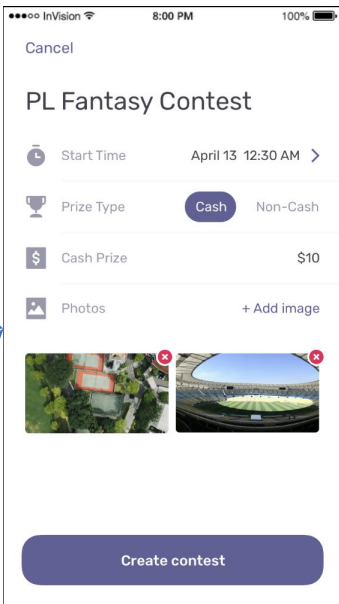 InVision 8:00 PM 100%
Cancel
PL Fantasy Contest
Start Time April 13 12:30 AM
Prize Type Cash Non-Cash
$ Cash Prize $10
Photos + Add image
Create contest